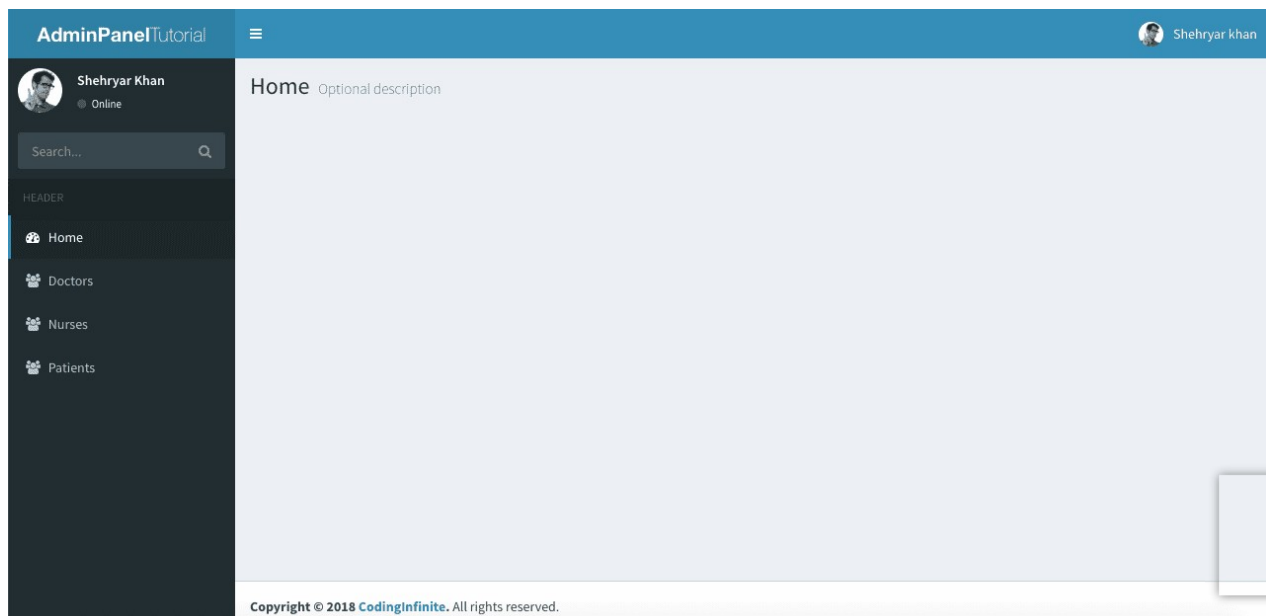 AdminPanelTutorial
Shehryar khan
Shehryar Khan
Online
Search...
HEADER
Home
Doctors
Nurses
Patients
Home Optional description
Copyright © 2018 CodingInfinite. All rights reserved.